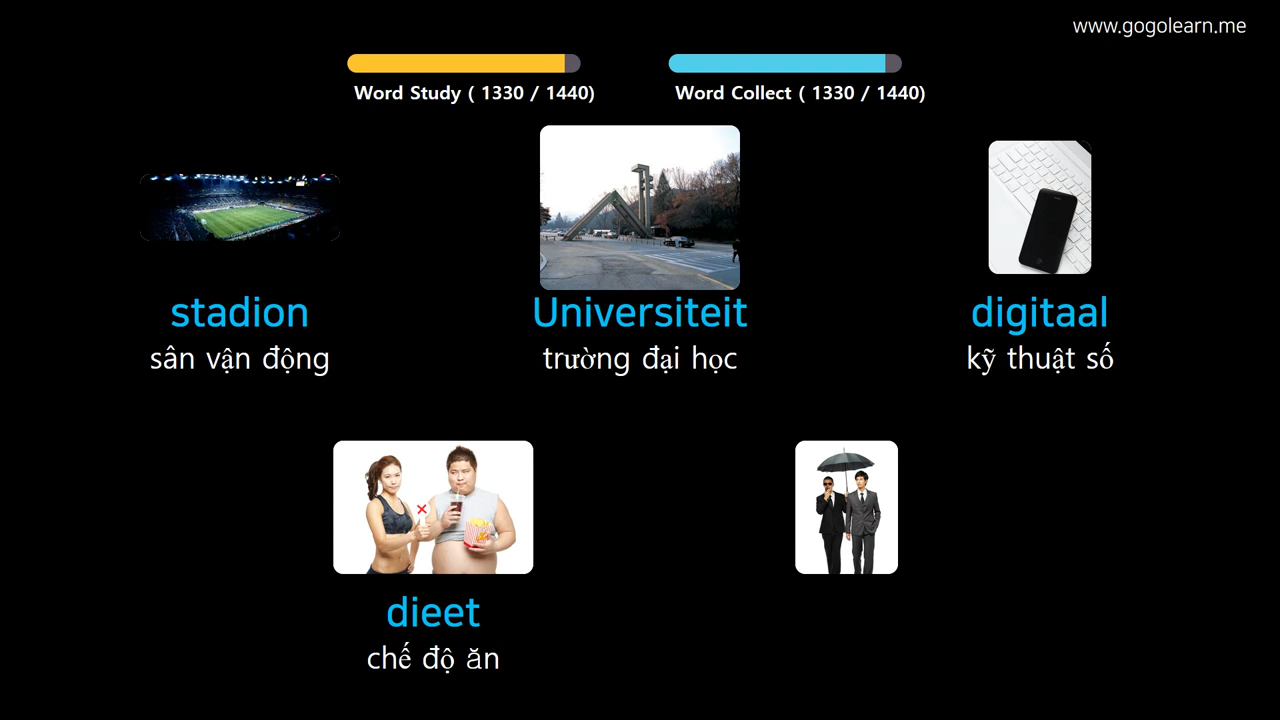 www.gogolearn.me
Word Study ( 1330 / 1440)
Word Collect ( 1330 / 1440)
stadion
sân vận động
Universiteit
trường đại học
digitaal
kỹ thuật số
dieet
chế độ ăn